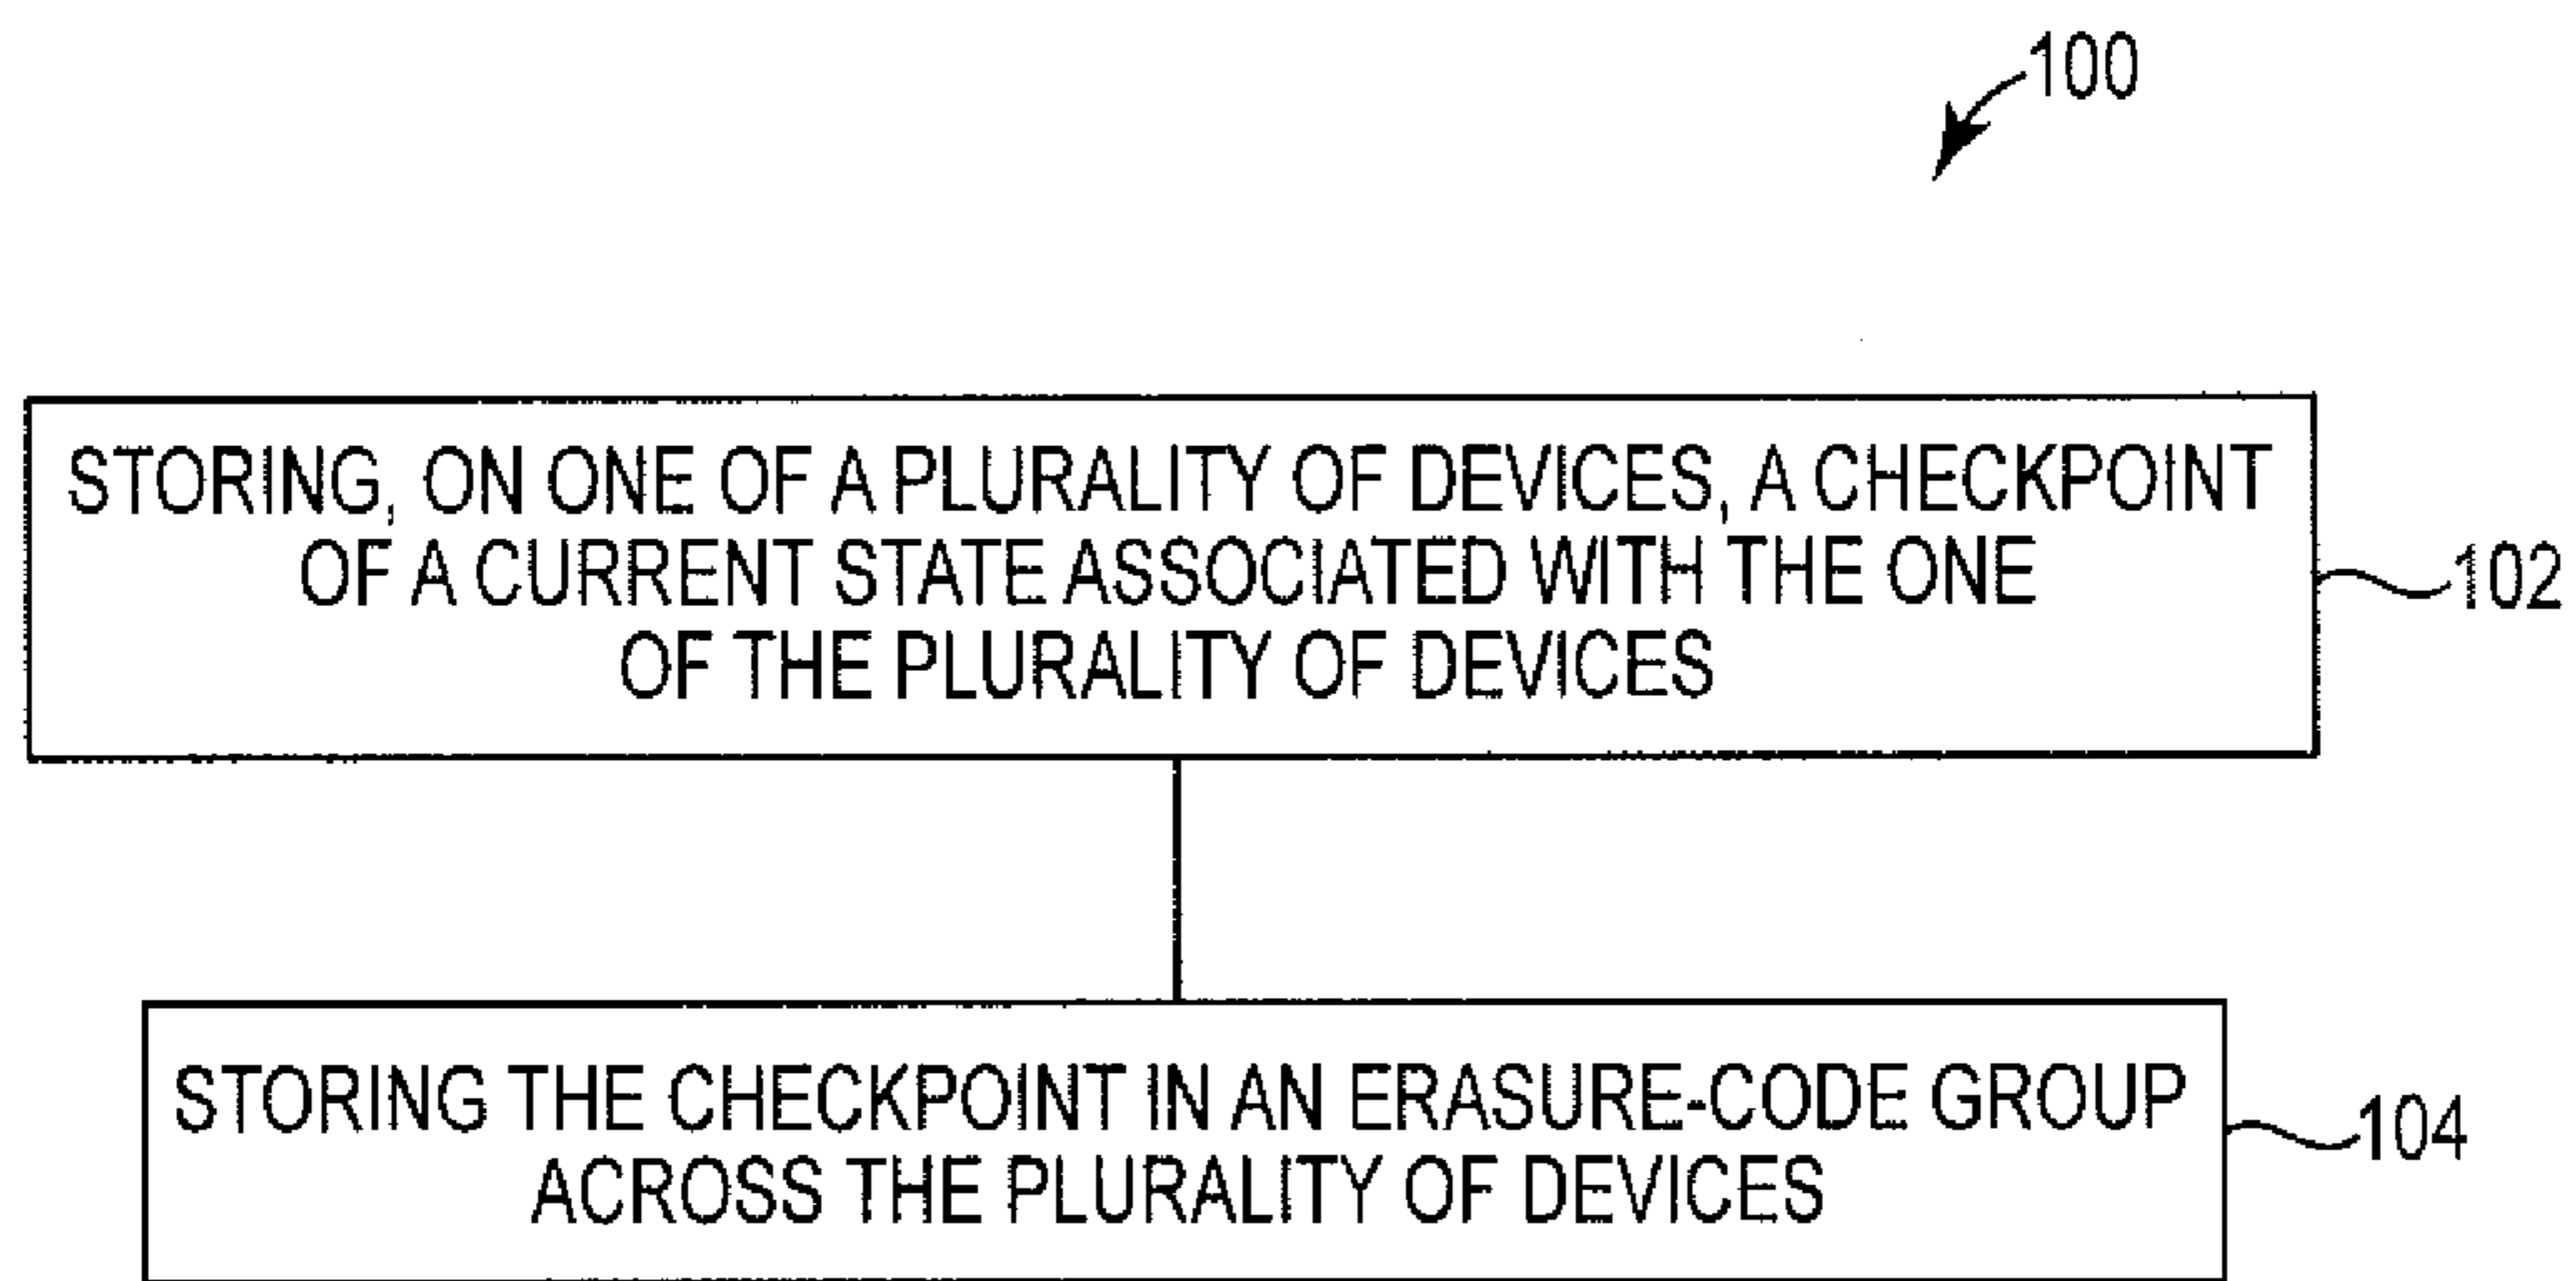 100
STORING, ON ONE OF A PLURALITY OF DEVICES, A CHECKPOINT
OF A CURRENT STATE ASSOCIATED WITH THE ONE
OF THE PLURALITY OF DEVICES
102
STORING THE CHECKPOINT IN AN ERASURE-CODE GROUP
ACROSS THE PLURALITY OF DEVICES
104